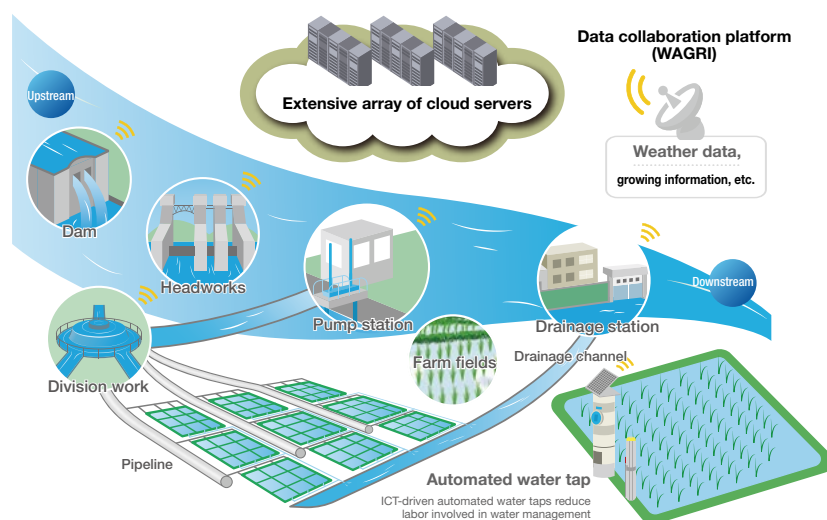 Data collaboration platform
(WAGRI)
Extensive array of cloud servers
Upstream
Weather data,
growing information, etc.
Dam
Headworks
Downstream
Pump station
Drainage station
Division work
Farm fields
Drainage channel
Pipeline
Automated water tap
ICT-driven automated water taps reduce
labor involved in water management